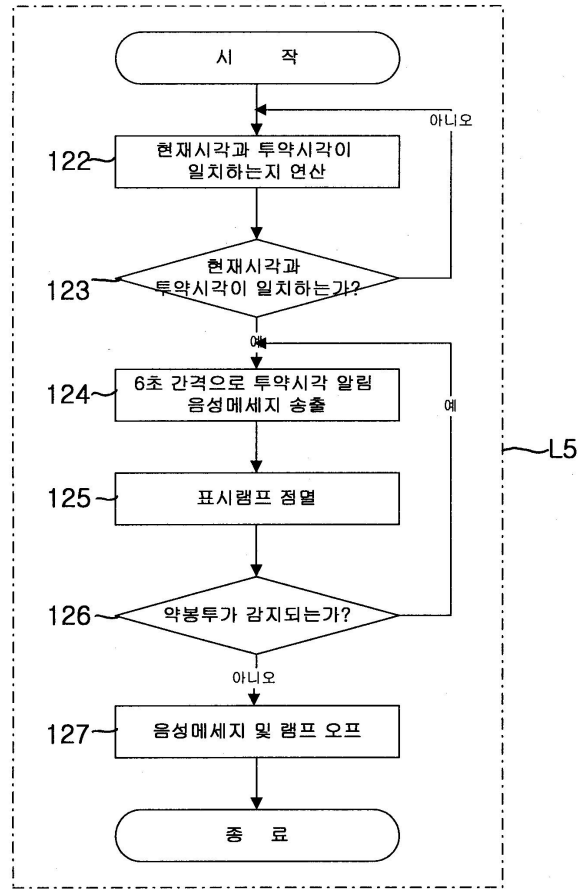 시 작
아니오
122
현재시각과 투약시각이
일치하는지 연산
123
현재시각과
투약시각이 일치하는가?
예
124
6초 간격으로 투약시각 알림
음성메세지 송출
예
L5
125
표시램프 점멸
126
약봉투가 감지되는가?
아니오
127
음성메세지 및 램프 오프
종 료